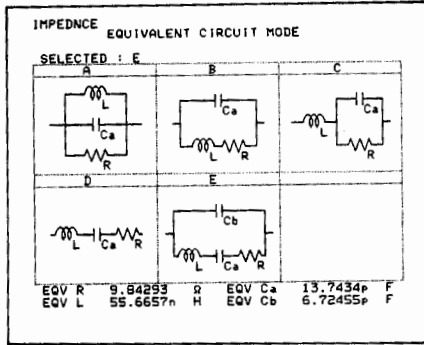 IMPEDNCE
EQUIVALENT CIRCUIT MODE
SELECTED : E
A B C
L Ca R
Ca L R
L Ca R
D E
L Ca R
Cb L Ca R
EQV R 9.84293 Ω EQV Ca 13.7434p F
EQV L 55.6657n H EQV Cb 6.72455p F